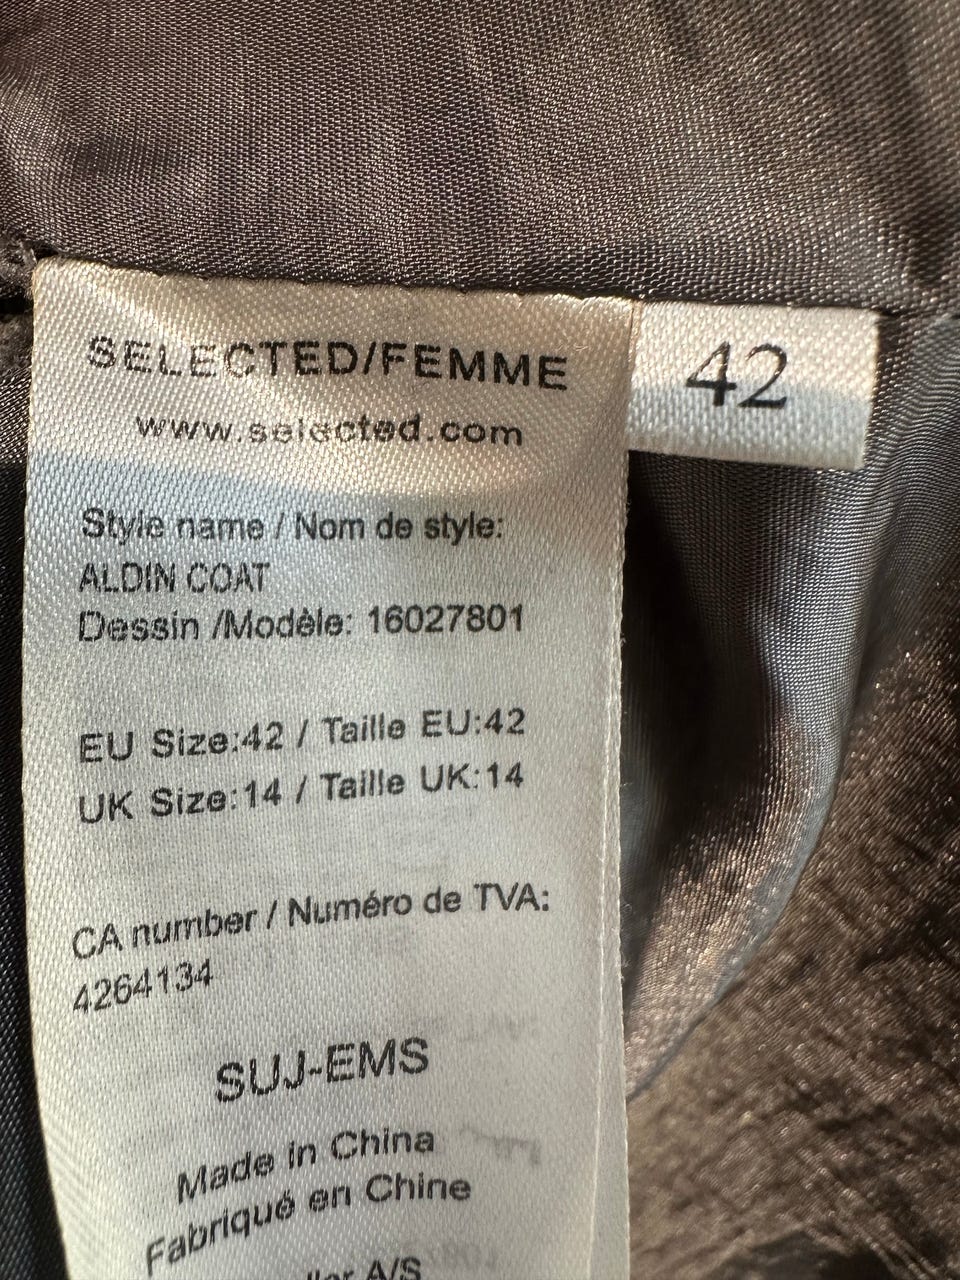 SELECTED/FEMME
42
www.selected.com
Style name / Nom de style:
ALDIN COAT
Dessin /Modèle: 16027801
EU Size:42 / Taille EU:42
UK Size:14 / Taille UK:14
CA number / Numéro de TVA:
4264134
SUJ-EMS
Made in China
Fabriqué en Chine
A/S